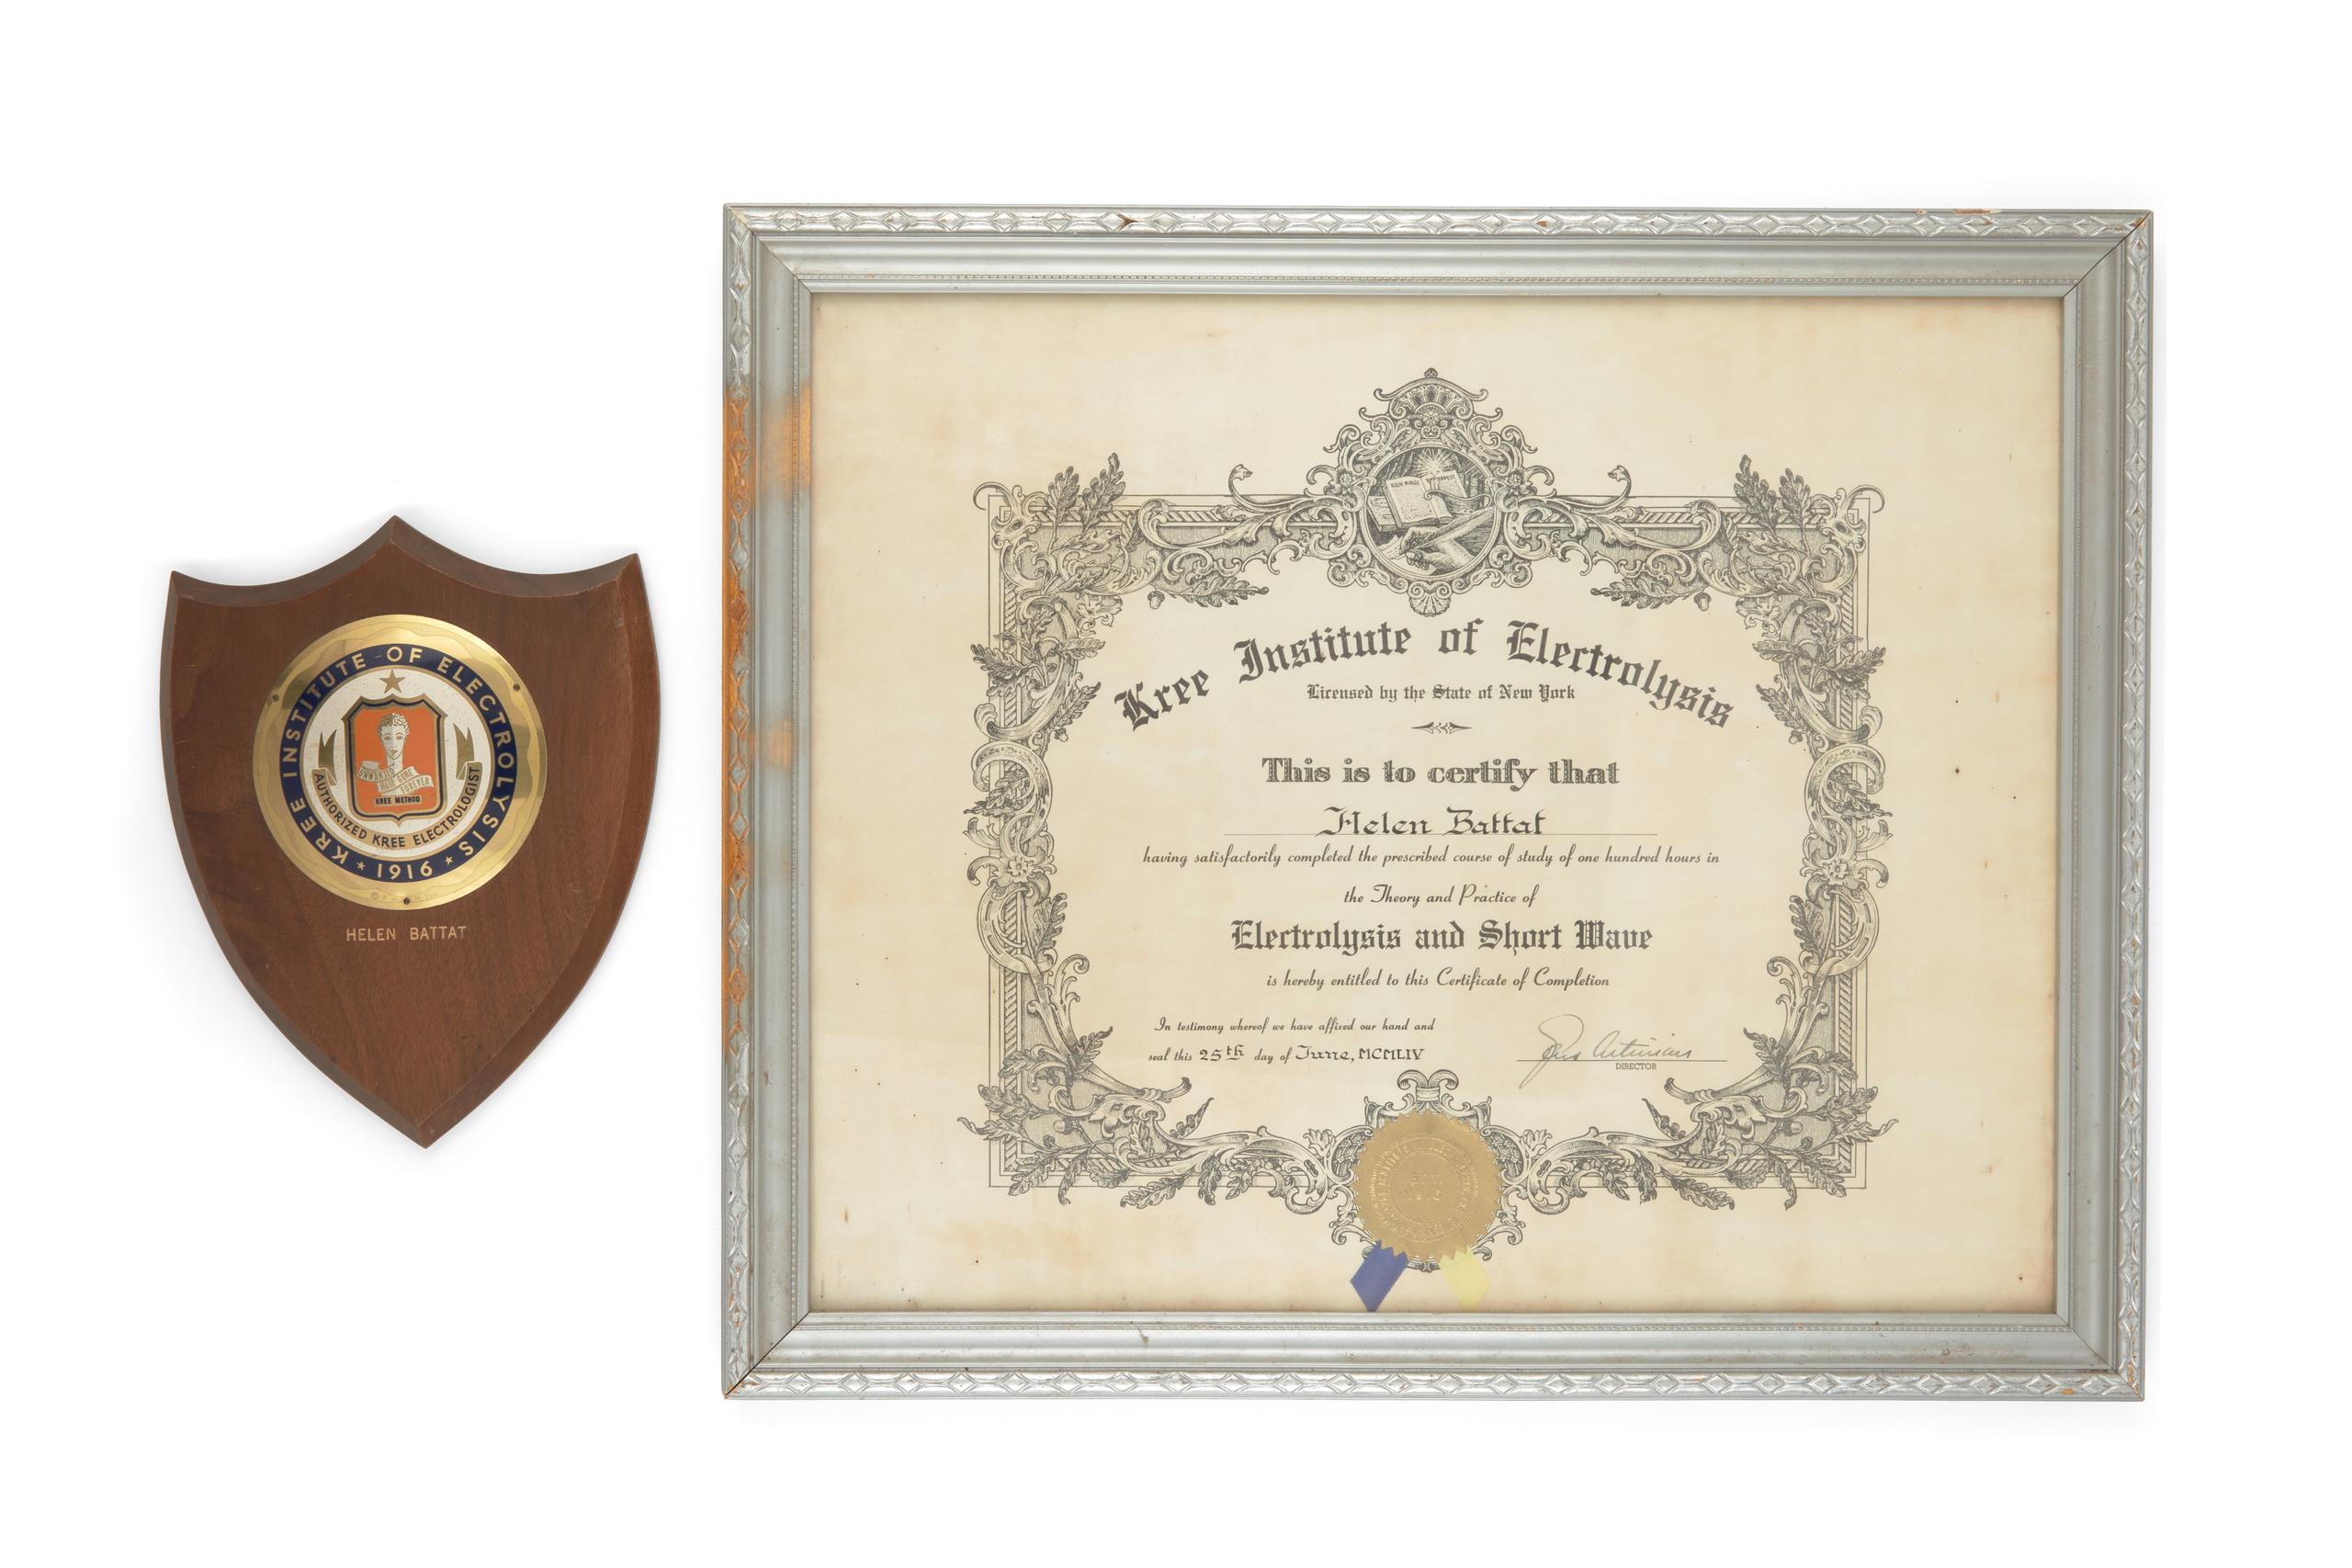 KREE INSTITUTE OF ELECTROLYSIS
★ 1916 ★
UNWANTED
HAIR GONE
FOREVER
KREE METHOD
AUTHORIZED KREE ELECTROLOGIST
HELEN BATTAT
Kree Institute of Electrolysis
Licensed by the State of New York
This is to certify that
Helen Battat
having satisfactorily completed the prescribed course of study of one hundred hours in
the Theory and Practice of
Electrolysis and Short Wave
is hereby entitled to this Certificate of Completion
In testimony whereof we have affixed our hand and
seal this 25th day of June, MCMLIV
DIRECTOR